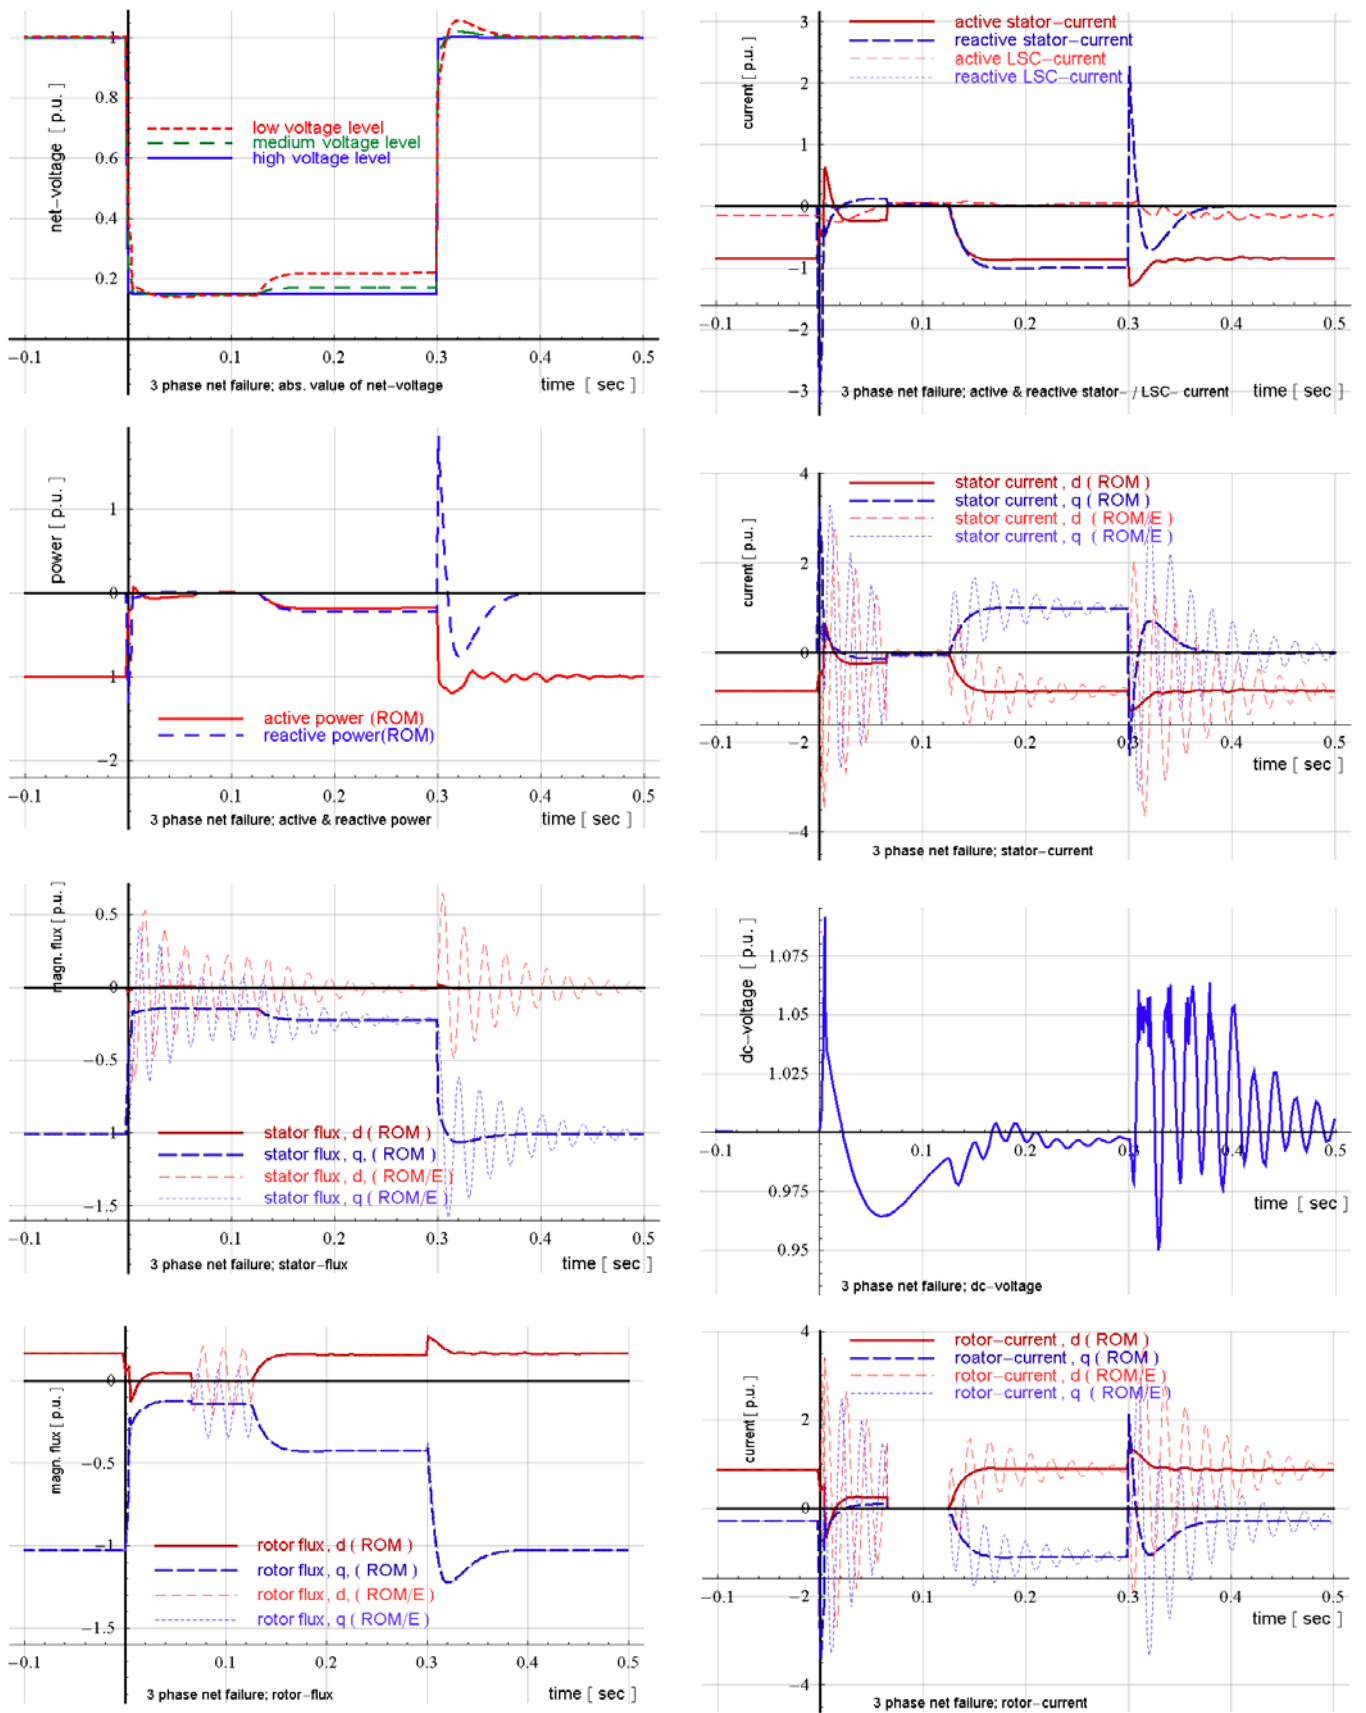 1
0.8
0.6
0.4
0.2
net-voltage [ p.u. ]
low voltage level
medium voltage level
high voltage level
-0.1 0.1 0.2 0.3 0.4 0.5
3 phase net failure; abs. value of net-voltage
time [ sec ]
3
2
1
0
-1
-2
-3
current [ p.u. ]
active stator-current
reactive stator-current
active LSC-current
reactive LSC-current
-0.1 0.1 0.2 0.3 0.4 0.5
3 phase net failure; active & reactive stator- / LSC- current
time [ sec ]
1
0
-1
-2
power [ p.u. ]
active power (ROM)
reactive power(ROM)
-0.1 0.1 0.2 0.3 0.4 0.5
3 phase net failure; active & reactive power
time [ sec ]
4
2
0
-2
-4
current [ p.u. ]
stator current, d ( ROM )
stator current, q ( ROM )
stator current, d ( ROM/E )
stator current, q ( ROM/E )
-0.1 0.1 0.2 0.3 0.4 0.5
time [ sec ]
3 phase net failure; stator-current
0.5
0
-0.5
-1
-1.5
magn. flux [ p.u. ]
stator flux, d ( ROM )
stator flux, q, ( ROM )
stator flux, d, ( ROM/E )
stator flux, q ( ROM/E )
-0.1 0.1 0.2 0.3 0.4 0.5
3 phase net failure; stator-flux
time [ sec ]
1.075
1.05
1.025
0.975
0.95
dc-voltage [ p.u. ]
-0.1 0.1 0.2 0.3 0.4 0.5
time [ sec ]
3 phase net failure; dc-voltage
0
-0.5
-1
-1.5
magn. flux [ p.u. ]
rotor flux, d ( ROM )
rotor flux, q, ( ROM )
rotor flux, d, ( ROM/E )
rotor flux, q ( ROM/E )
-0.1 0.1 0.2 0.3 0.4 0.5
3 phase net failure; rotor-flux
time [ sec ]
4
2
0
-2
-4
current [ p.u. ]
rotor-current, d ( ROM )
roator-current, q ( ROM )
rotor-current, d ( ROM/E )
rotor-current, q ( ROM/E )
-0.1 0.1 0.2 0.3 0.4 0.5
time [ sec ]
3 phase net failure; rotor-current